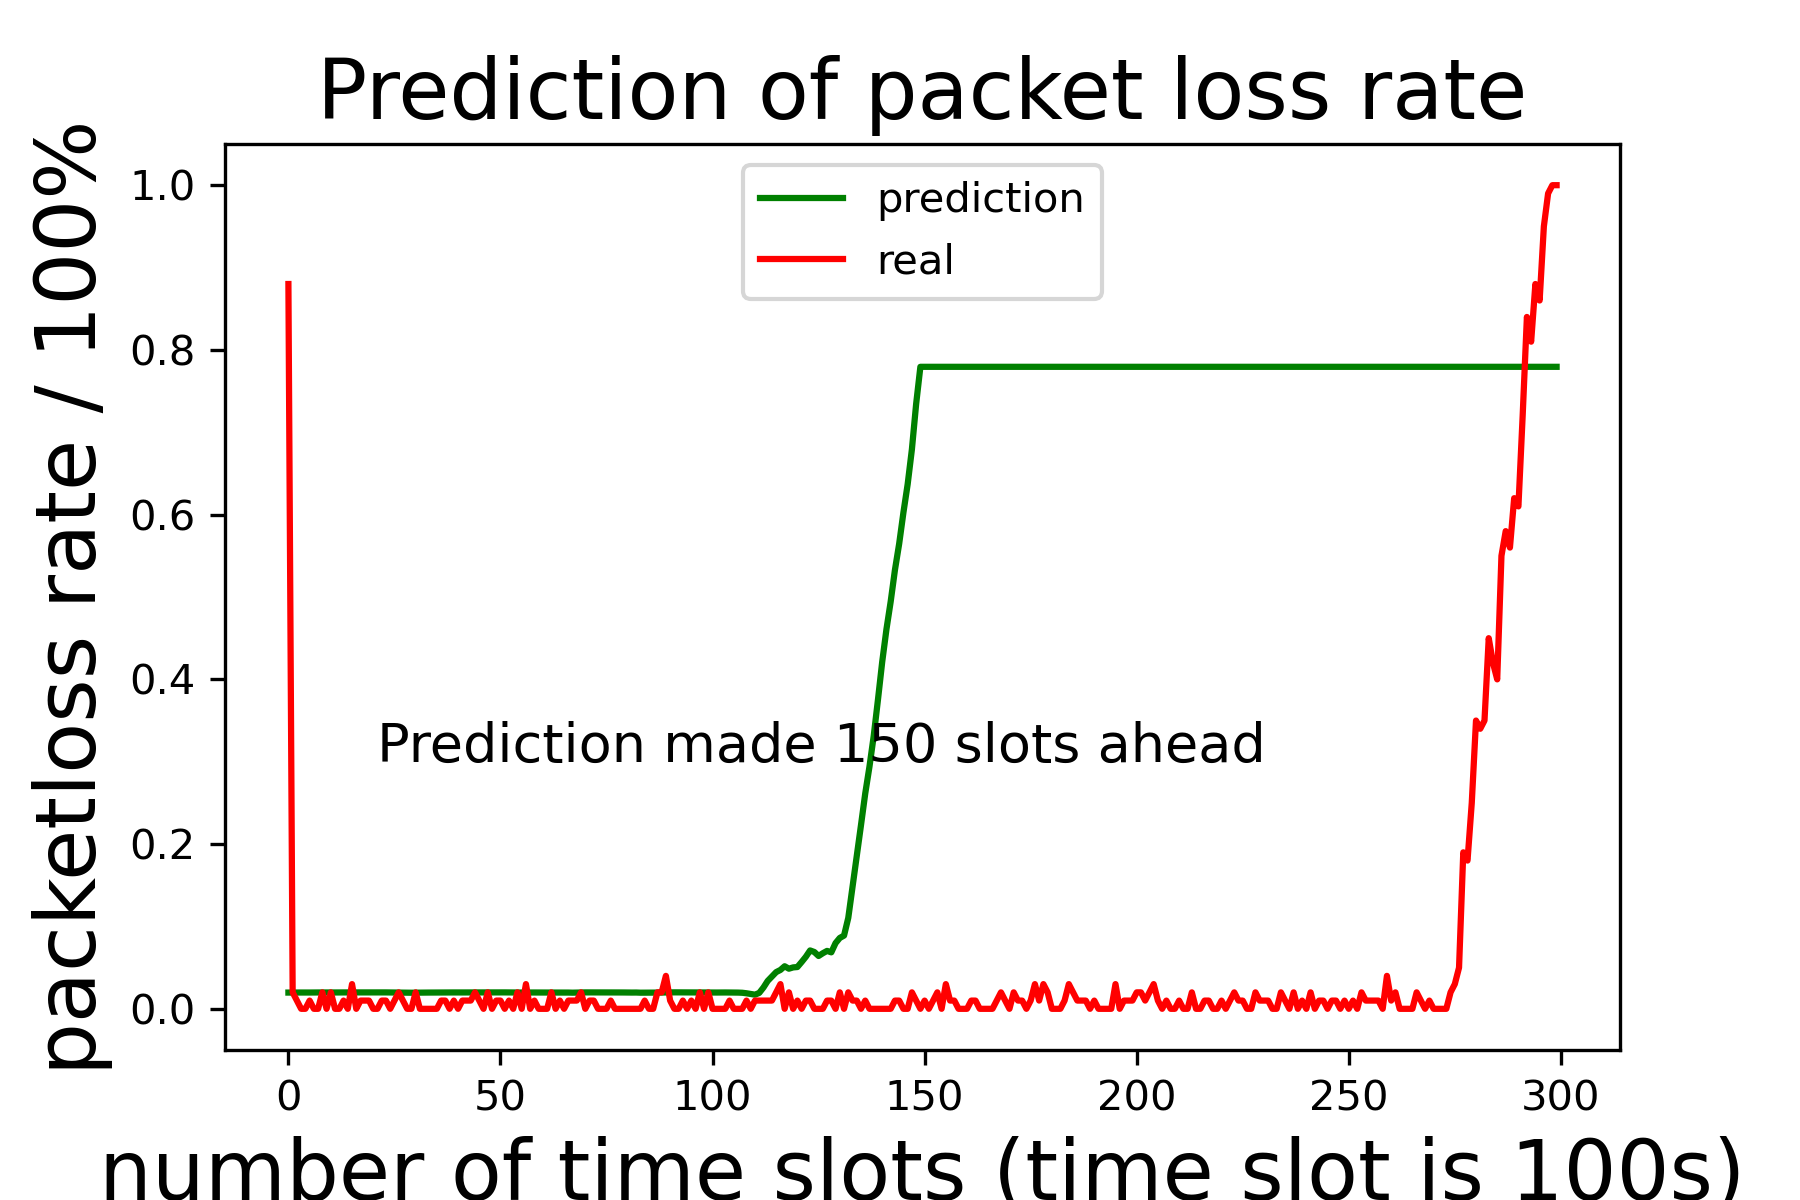 Prediction of packet loss rate
packetloss rate / 100%
1.0
0.8
0.6
0.4
0.2
0.0
prediction
real
Prediction made 150 slots ahead
0 50 100 150 200 250 300
number of time slots (time slot is 100s)